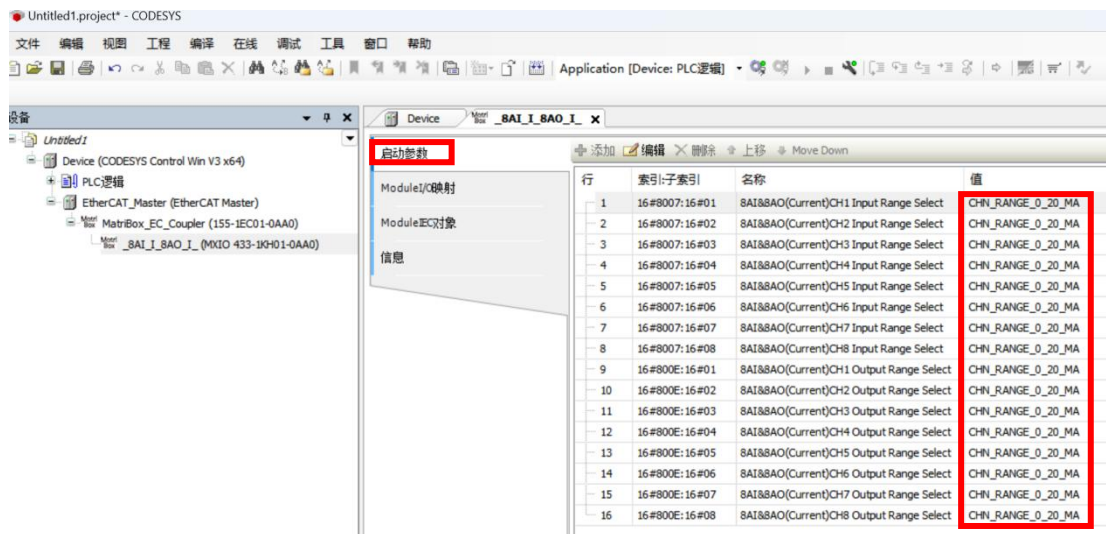 Untitled1.project* - CODESYS
文件 编辑 视图 工程 编译 在线 调试 工具 窗口 帮助
Application [Device: PLC逻辑]
设备
Device
_8AI_I_8AO_I_
Untitled1
Device (CODESYS Control Win V3 x64)
PLC逻辑
EtherCAT_Master (EtherCAT Master)
MatriBox_EC_Coupler (155-1EC01-0AA0)
_8AI_I_8AO_I_ (MXIO 433-1KH01-0AA0)
启动参数
ModuleI/O映射
ModuleIEC对象
信息
添加 编辑 删除 上移 Move Down
行 索引:子索引 名称 值
1 16#8007:16#01 8AI&8AO(Current)CH1 Input Range Select CHN_RANGE_0_20_MA
2 16#8007:16#02 8AI&8AO(Current)CH2 Input Range Select CHN_RANGE_0_20_MA
3 16#8007:16#03 8AI&8AO(Current)CH3 Input Range Select CHN_RANGE_0_20_MA
4 16#8007:16#04 8AI&8AO(Current)CH4 Input Range Select CHN_RANGE_0_20_MA
5 16#8007:16#05 8AI&8AO(Current)CH5 Input Range Select CHN_RANGE_0_20_MA
6 16#8007:16#06 8AI&8AO(Current)CH6 Input Range Select CHN_RANGE_0_20_MA
7 16#8007:16#07 8AI&8AO(Current)CH7 Input Range Select CHN_RANGE_0_20_MA
8 16#8007:16#08 8AI&8AO(Current)CH8 Input Range Select CHN_RANGE_0_20_MA
9 16#800E:16#01 8AI&8AO(Current)CH1 Output Range Select CHN_RANGE_0_20_MA
10 16#800E:16#02 8AI&8AO(Current)CH2 Output Range Select CHN_RANGE_0_20_MA
11 16#800E:16#03 8AI&8AO(Current)CH3 Output Range Select CHN_RANGE_0_20_MA
12 16#800E:16#04 8AI&8AO(Current)CH4 Output Range Select CHN_RANGE_0_20_MA
13 16#800E:16#05 8AI&8AO(Current)CH5 Output Range Select CHN_RANGE_0_20_MA
14 16#800E:16#06 8AI&8AO(Current)CH6 Output Range Select CHN_RANGE_0_20_MA
15 16#800E:16#07 8AI&8AO(Current)CH7 Output Range Select CHN_RANGE_0_20_MA
16 16#800E:16#08 8AI&8AO(Current)CH8 Output Range Select CHN_RANGE_0_20_MA